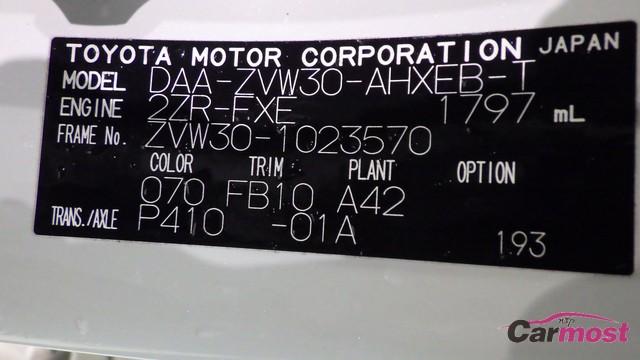 TOYOTA MOTOR CORPORATION JAPAN
MODEL DAA-ZVW30-AHXEB-T
ENGINE 2ZR-FXE 1797 mL
FRAME No. ZVW30-1023570
COLOR TRIM PLANT OPTION
070 FB10 A42
TRANS./AXLE P410 -01A
193
Carmost